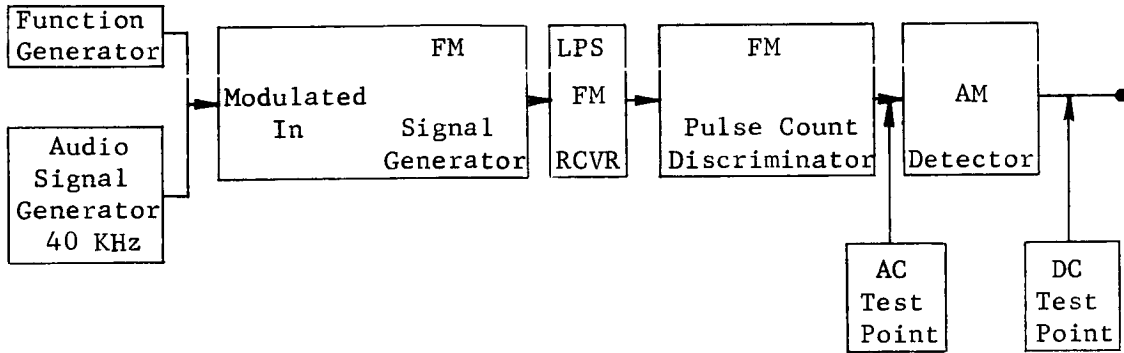 Function
Generator
Audio
Signal
Generator
40 KHz
Modulated
In
FM
Signal
Generator
LPS
FM
RCVR
FM
Pulse Count
Discriminator
AM
Detector
AC
Test
Point
DC
Test
Point